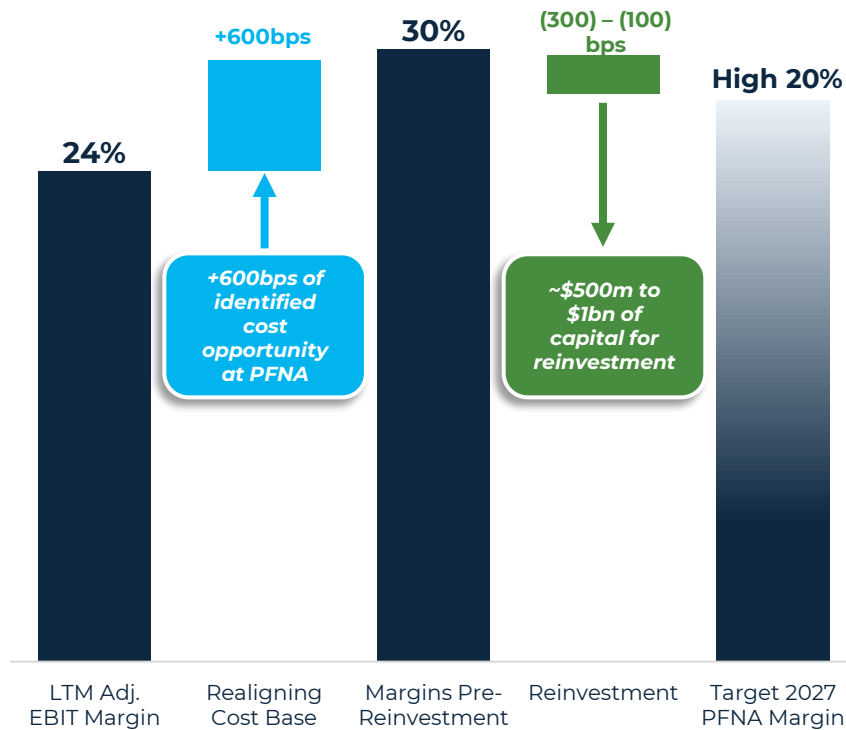 +600bps
30%
(300) – (100)
bps
High 20%
24%
+600bps of
identified
cost
opportunity
at PFNA
~$500m to
$1bn of
capital for
reinvestment
LTM Adj.
EBIT Margin
Realigning
Cost Base
Margins Pre-
Reinvestment
Reinvestment
Target 2027
PFNA Margin